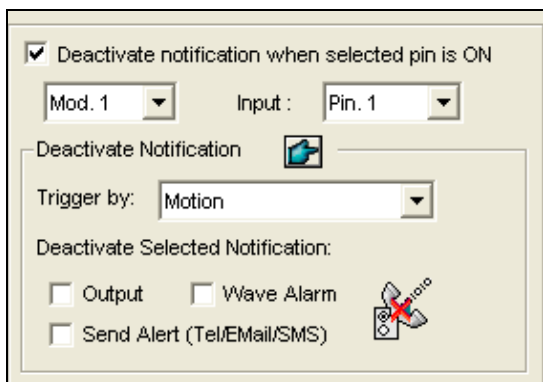 Deactivate notification when selected pin is ON
Mod. 1 Input : Pin. 1
Deactivate Notification
Trigger by: Motion
Deactivate Selected Notification:
Output Wave Alarm
Send Alert (Tel/EMail/SMS)